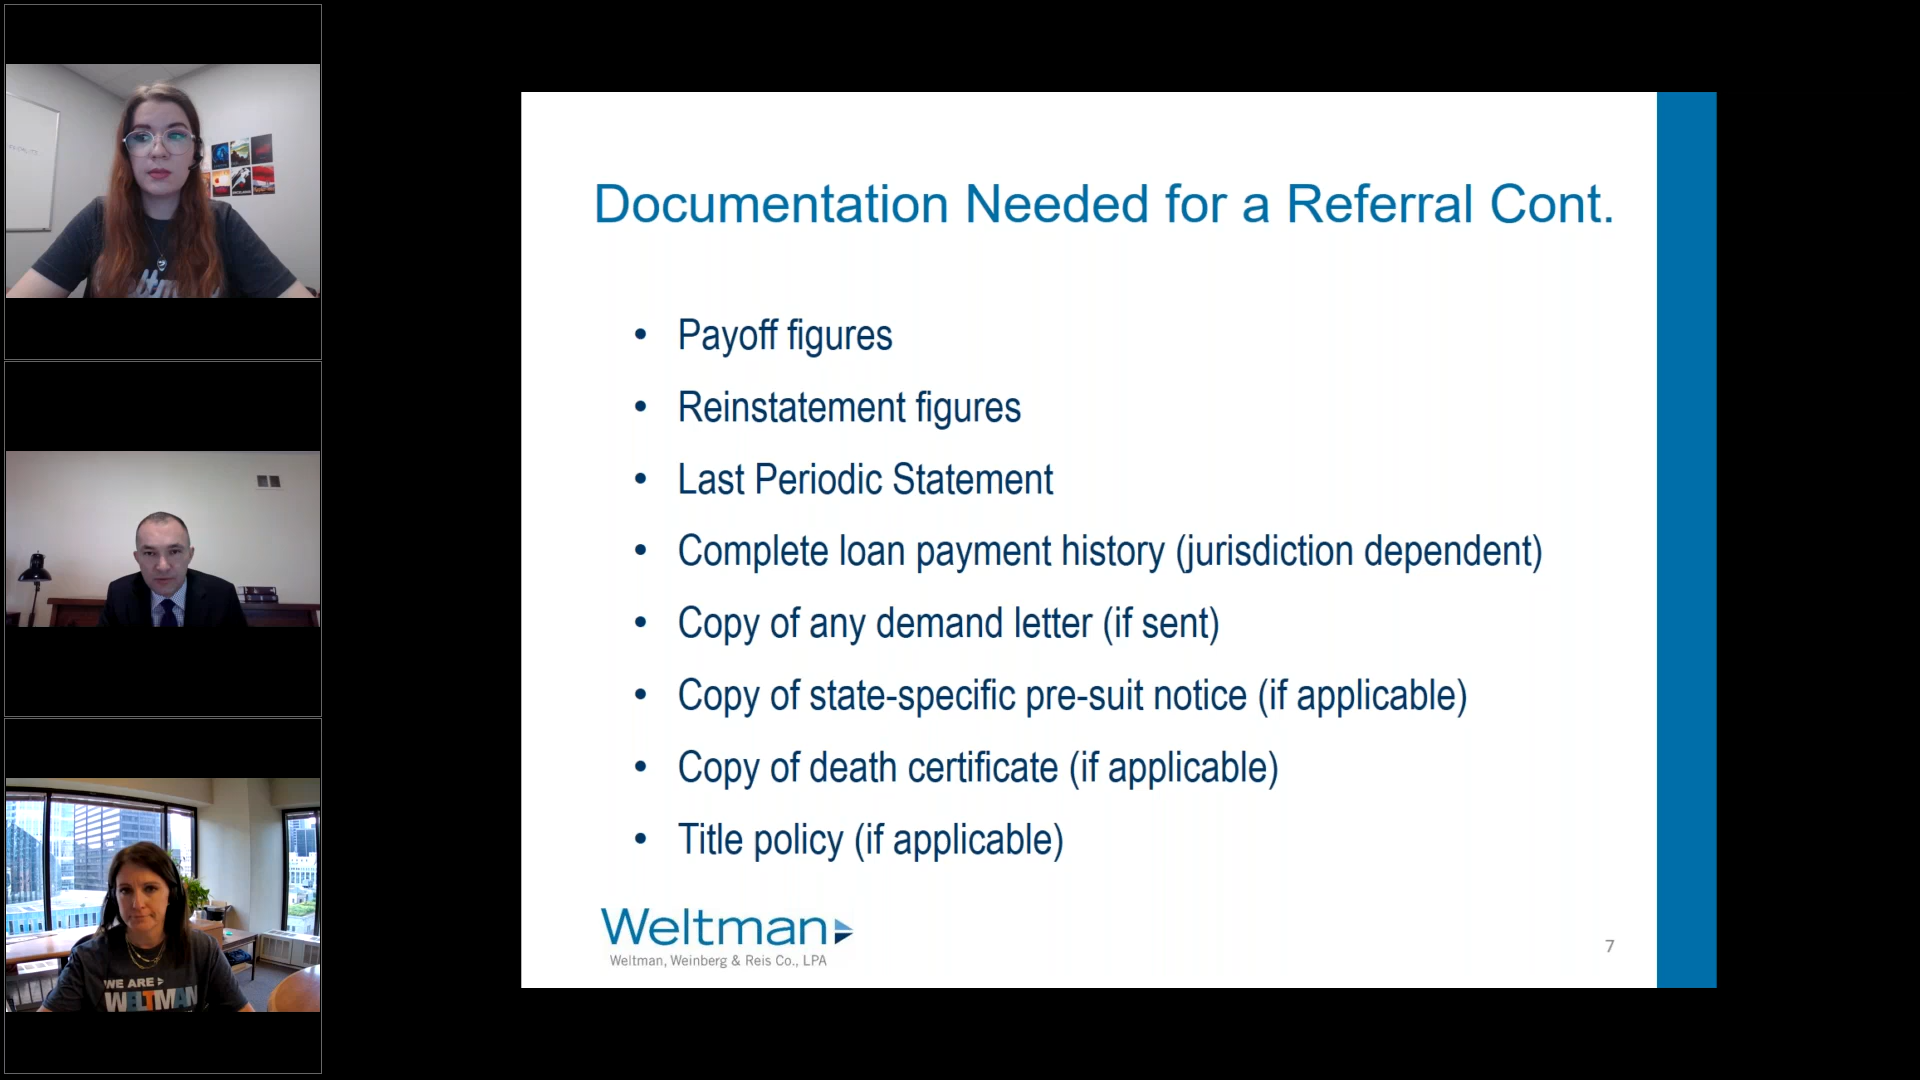 Documentation Needed for a Referral Cont.
• Payoff figures
• Reinstatement figures
• Last Periodic Statement
• Complete loan payment history (jurisdiction dependent)
• Copy of any demand letter (if sent)
• Copy of state-specific pre-suit notice (if applicable)
• Copy of death certificate (if applicable)
• Title policy (if applicable)
Weltman
Weltman, Weinberg & Reis Co., LPA
7
WE ARE
WELTMAN